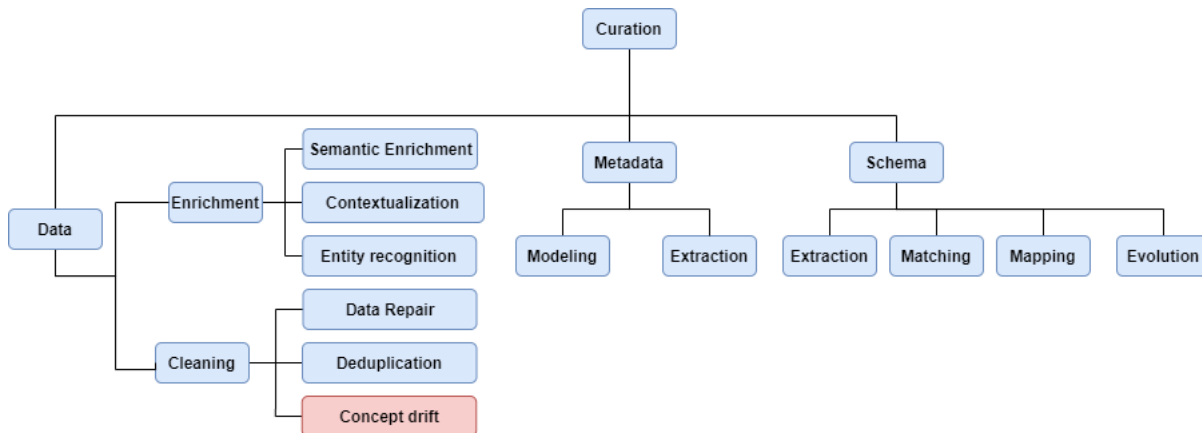 Curation
Data
Enrichment
Semantic Enrichment
Contextualization
Entity recognition
Cleaning
Data Repair
Deduplication
Concept drift
Metadata
Modeling
Extraction
Schema
Extraction
Matching
Mapping
Evolution